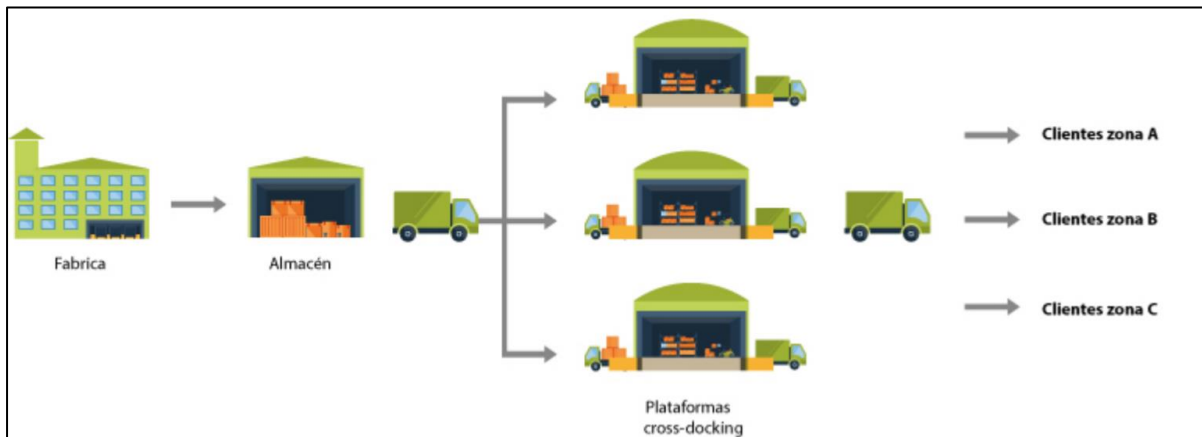 Fabrica
Almacén
Plataformas
cross-docking
Clientes zona A
Clientes zona B
Clientes zona C